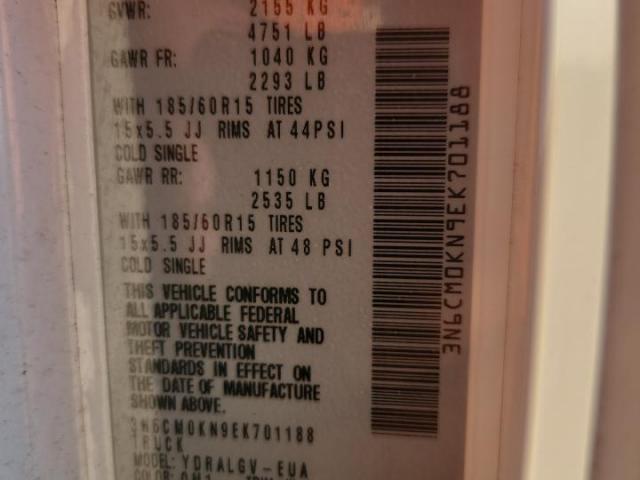 GVWR: 2155 KG
4751 LB
GAWR FR: 1040 KG
2293 LB
WITH 185/60R15 TIRES
15x5.5 JJ RIMS AT 44PSI
COLD SINGLE
GAWR RR: 1150 KG
2535 LB
WITH 185/60R15 TIRES
15x5.5 JJ RIMS AT 48 PSI
COLD SINGLE
THIS VEHICLE CONFORMS TO
ALL APPLICABLE FEDERAL
MOTOR VEHICLE SAFETY AND
THEFT PREVENTION
STANDARDS IN EFFECT ON
THE DATE OF MANUFACTURE
SHOWN ABOVE.
3N6CM0KN9EK701188
TRUCK
MODEL: YDRALGV-EUA
COLOR:
3N6CM0KN9EK701188